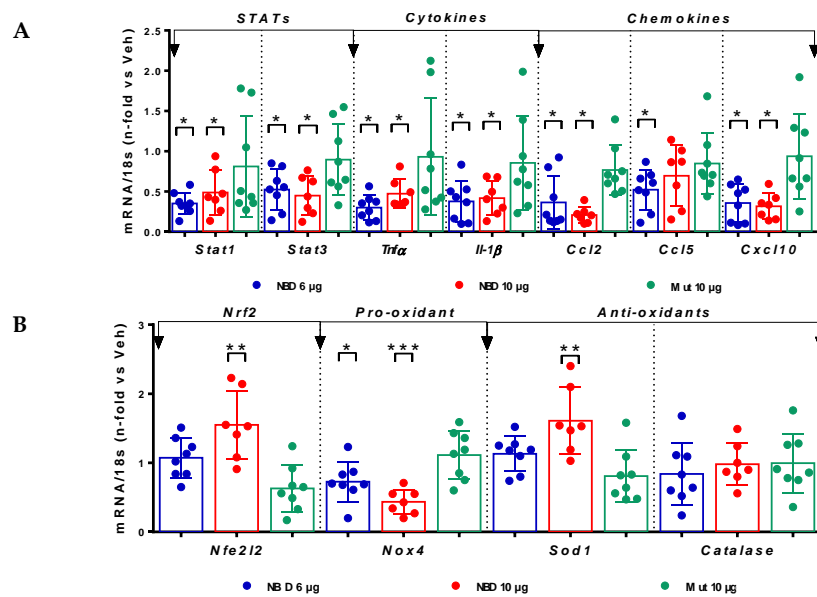 A
STATs Cytokines Chemokines
mRNA/18s (n-fold vs Veh)
2.5
2.0
1.5
1.0
0.5
0.0
* * * * * * * * * * * * *
Stat1 Stat3 Tnfα Il-1β Ccl2 Ccl5 Cxcl10
NBD 6 µg NBD 10 µg Mut 10 µg
B
Nrf2 Pro-oxidant Anti-oxidants
mRNA/18s (n-fold vs Veh)
3
2
1
0
** * *** **
Nfe2l2 Nox4 Sod1 Catalase
NBD 6 µg NBD 10 µg Mut 10 µg